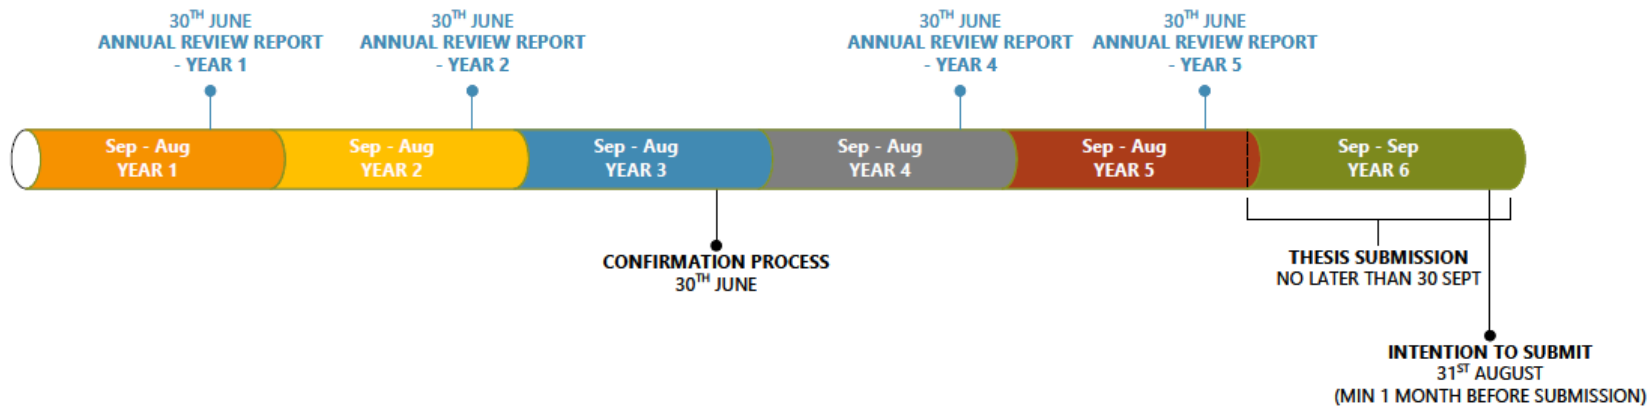 30TH JUNE
ANNUAL REVIEW REPORT
- YEAR 1
30TH JUNE
ANNUAL REVIEW REPORT
- YEAR 2
30TH JUNE
ANNUAL REVIEW REPORT
- YEAR 4
30TH JUNE
ANNUAL REVIEW REPORT
- YEAR 5
Sep - Aug
YEAR 1
Sep - Aug
YEAR 2
Sep - Aug
YEAR 3
Sep - Aug
YEAR 4
Sep - Aug
YEAR 5
Sep - Sep
YEAR 6
CONFIRMATION PROCESS
30TH JUNE
THESIS SUBMISSION
NO LATER THAN 30 SEPT
INTENTION TO SUBMIT
31ST AUGUST
(MIN 1 MONTH BEFORE SUBMISSION)